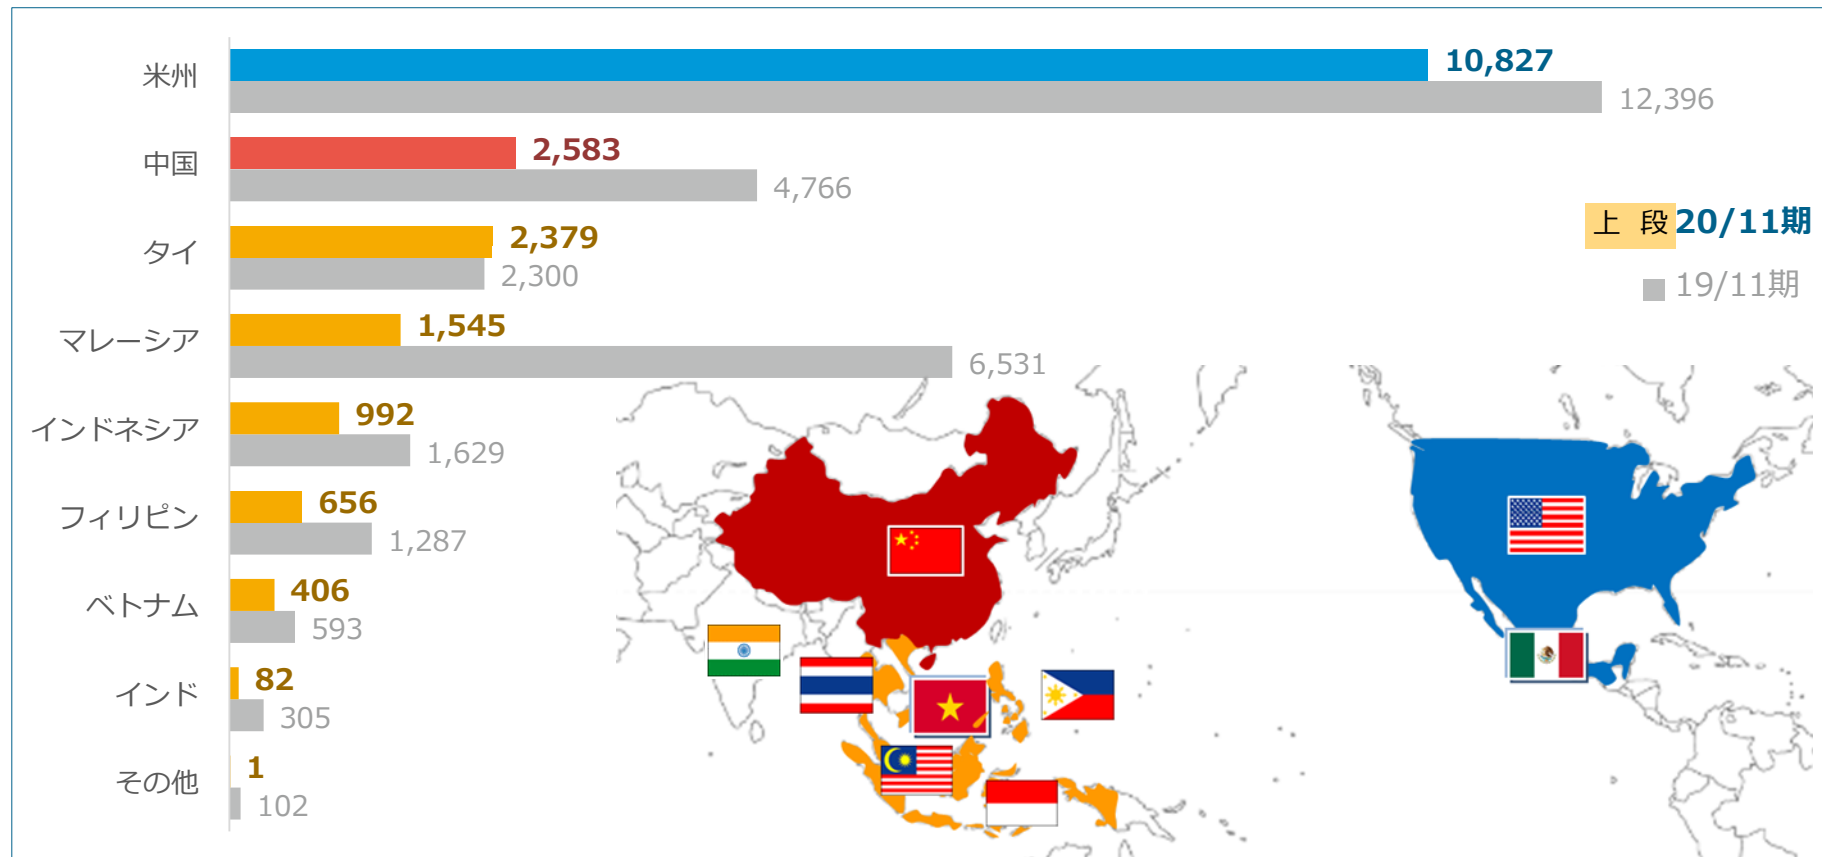 米州
10,827
12,396
中国
2,583
4,766
タイ
2,379
2,300
上 段 20/11期
19/11期
マレーシア
1,545
6,531
インドネシア
992
1,629
フィリピン
656
1,287
ベトナム
406
593
インド
82
305
その他
1
102